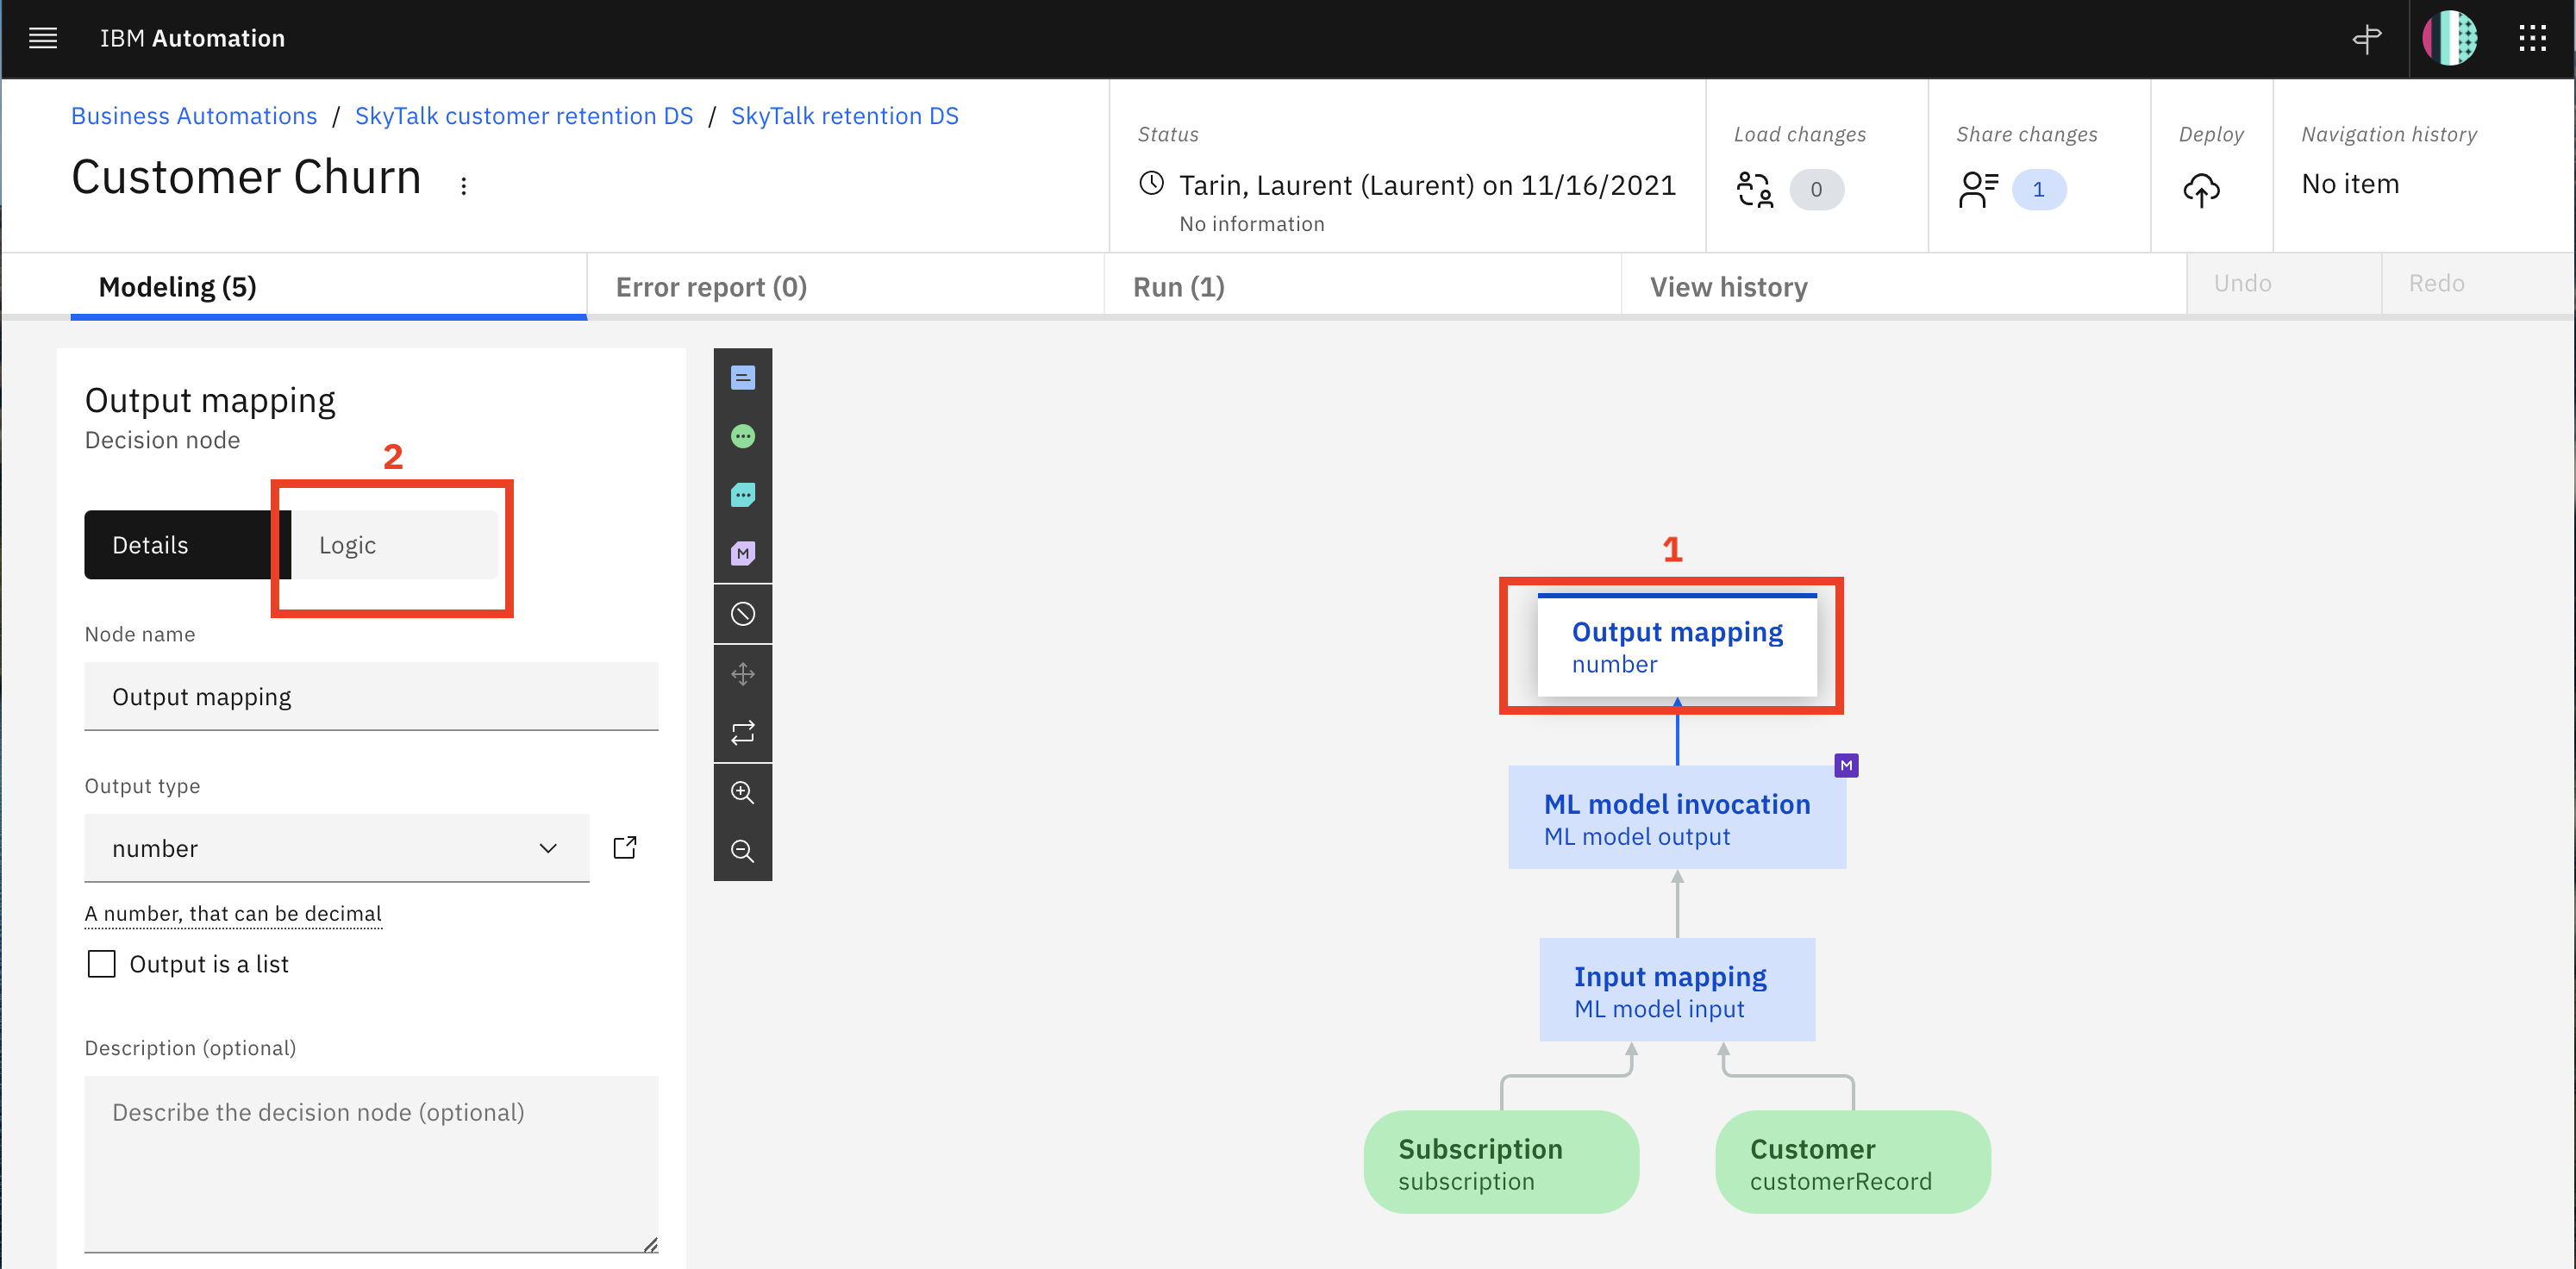 IBM Automation
Business Automations / SkyTalk customer retention DS / SkyTalk retention DS
Customer Churn
Status
Tarin, Laurent (Laurent) on 11/16/2021
No information
Load changes
0
Share changes
1
Deploy
Navigation history
No item
Modeling (5)
Error report (0)
Run (1)
View history
Undo
Redo
Output mapping
Decision node
2
Details
Logic
Node name
Output mapping
Output type
number
A number, that can be decimal
Output is a list
Description (optional)
Describe the decision node (optional)
M
1
Output mapping
number
M
ML model invocation
ML model output
Input mapping
ML model input
Subscription
subscription
Customer
customerRecord